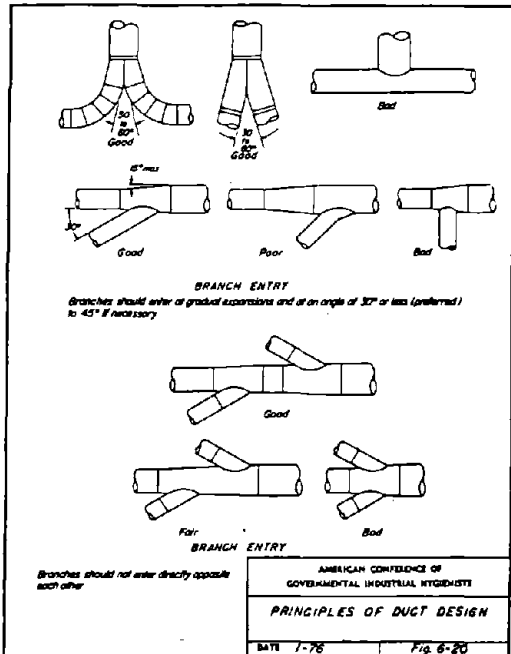 30
to
60°
Good
30
to
60°
Good
Bad
15° max
30°
Good
Poor
Bad
BRANCH ENTRY
Branches should enter at gradual expansions and at an angle of 30° or less (preferred)
to 45° if necessary
Good
Fair
Bad
BRANCH ENTRY
Branches should not enter directly opposite
each other
AMERICAN CONFERENCE OF
GOVERNMENTAL INDUSTRIAL HYGIENISTS
PRINCIPLES OF DUCT DESIGN
DATE 1-76
Fig. 6-20